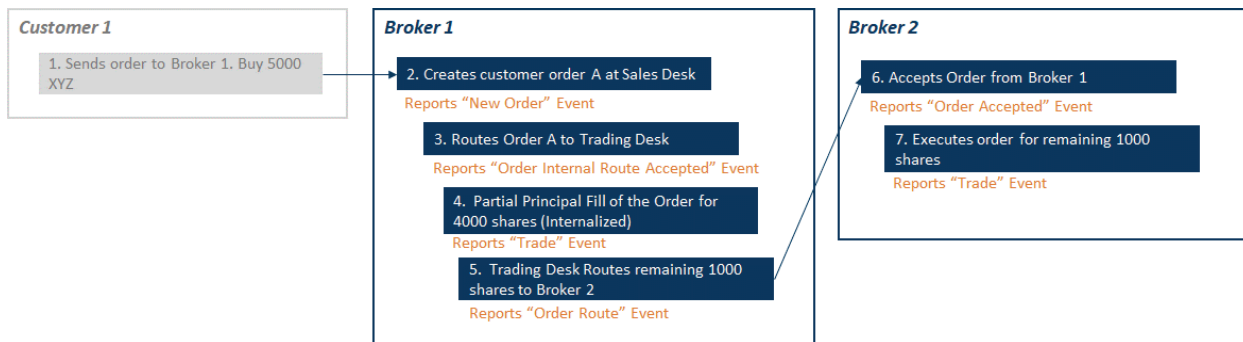 Customer 1
1. Sends order to Broker 1. Buy 5000
XYZ
Broker 1
2. Creates customer order A at Sales Desk
Reports “New Order” Event
3. Routes Order A to Trading Desk
Reports “Order Internal Route Accepted” Event
4. Partial Principal Fill of the Order for
4000 shares (Internalized)
Reports “Trade” Event
5. Trading Desk Routes remaining 1000
shares to Broker 2
Reports “Order Route” Event
Broker 2
6. Accepts Order from Broker 1
Reports “Order Accepted” Event
7. Executes order for remaining 1000
shares
Reports “Trade” Event